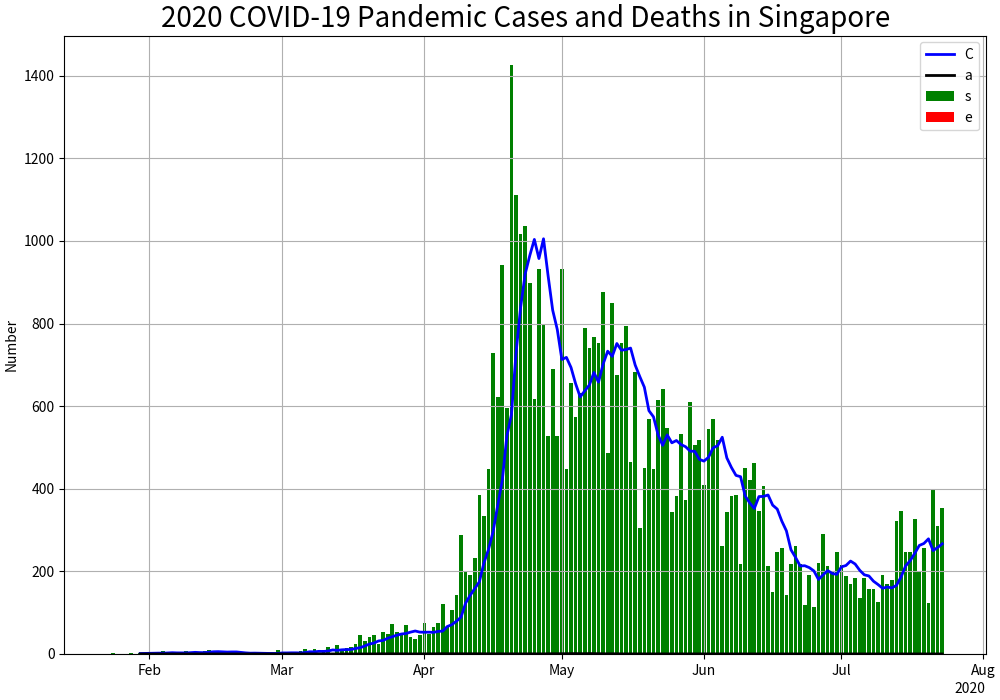 2020 COVID-19 Pandemic Cases and Deaths in Singapore
C
a
s
e
Number
1400
1200
1000
800
600
400
200
0
Feb Mar Apr May Jun Jul Aug
2020